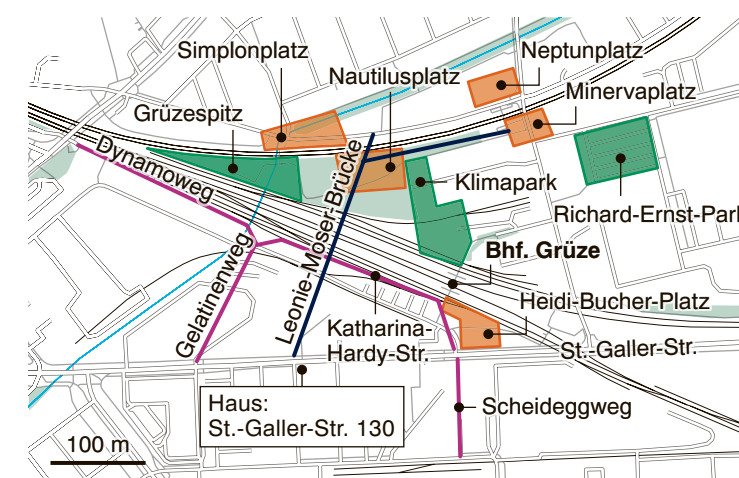 Simplonplatz
Neptunplatz
Nautilusplatz
Minervaplatz
Grüzespitz
Dynamoweg
Klimapark
Richard-Ernst-Park
Leonie-Moser-Brücke
Bhf. Grüze
Gelatinenweg
Heidi-Bucher-Platz
Katharina-
Hardy-Str.
St.-Galler-Str.
Haus:
St.-Galler-Str. 130
Scheideggweg
100 m